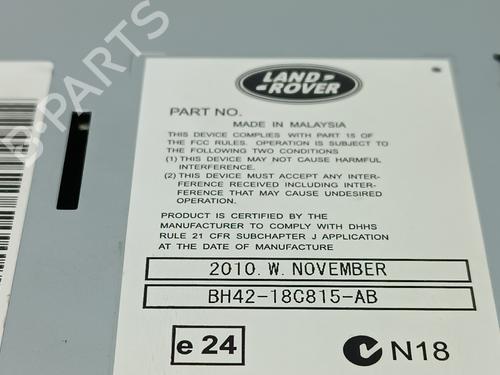 B-PARTS
LAND
ROVER
PART NO.
MADE IN MALAYSIA
THIS DEVICE COMPLIES WITH PART 15 OF
THE FCC RULES. OPERATION IS SUBJECT TO
THE FOLLOWING TWO CONDITIONS
(1) THIS DEVICE MAY NOT CAUSE HARMFUL
INTERFERENCE.
(2) THIS DEVICE MUST ACCEPT ANY INTER-
FERENCE RECEIVED INCLUDING INTER-
FERENCE THAT MAY CAUSE UNDESIRED
OPERATION.
PRODUCT IS CERTIFIED BY THE
MANUFACTURER TO COMPLY WITH DHHS
RULE 21 CFR SUBCHAPTER J APPLICATION
AT THE DATE OF MANUFACTURE
2010. W. NOVEMBER
BH42-18C815-AB
e 24
N18